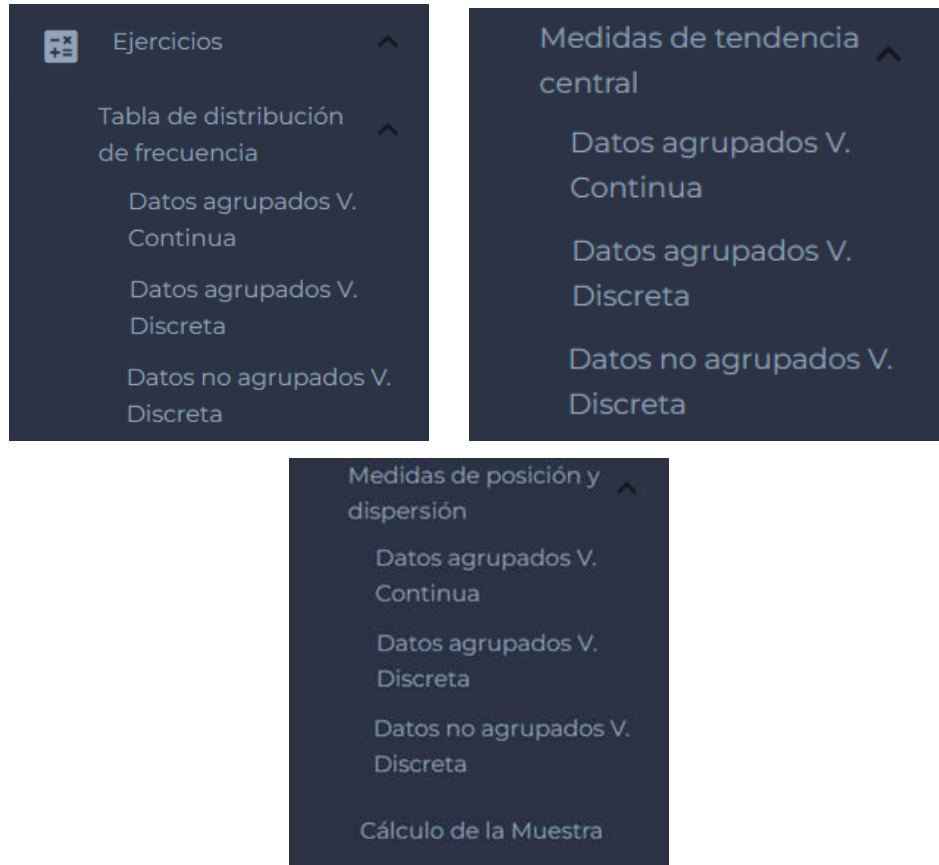 Ejercicios
Tabla de distribución
de frecuencia
Datos agrupados V.
Continua
Datos agrupados V.
Discreta
Datos no agrupados V.
Discreta
Medidas de tendencia
central
Datos agrupados V.
Continua
Datos agrupados V.
Discreta
Datos no agrupados V.
Discreta
Medidas de posición y
dispersión
Datos agrupados V.
Continua
Datos agrupados V.
Discreta
Datos no agrupados V.
Discreta
Cálculo de la Muestra